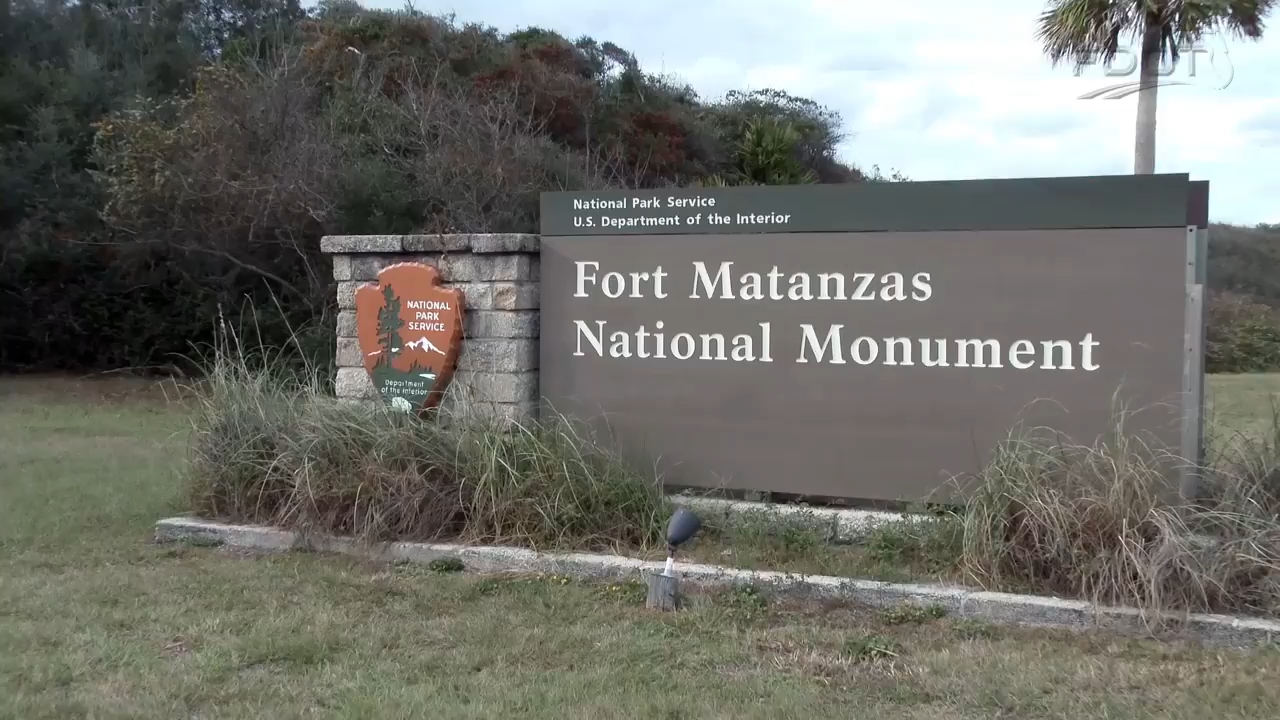 FDOT
National Park Service
U.S. Department of the Interior
Fort Matanzas
National Monument
NATIONAL
PARK
SERVICE
Department
of the Interior